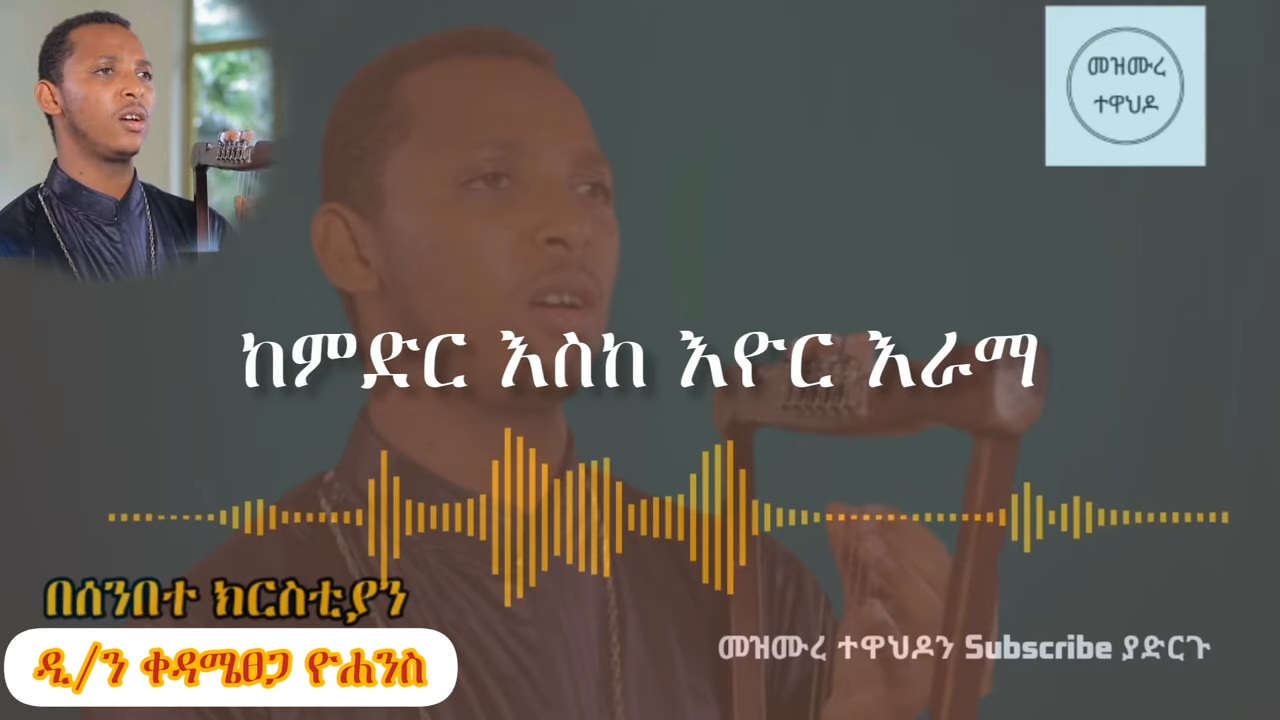 መዝሙረ
ተዋህዶ
ከምድር እስከ እዮር እራማ
በሰንበተ ክርስቲያን
ዲ/ን ቀዳሜፀጋ ዮሐንስ
መዝሙረ ተዋህዶን Subscribe ያድርጉ